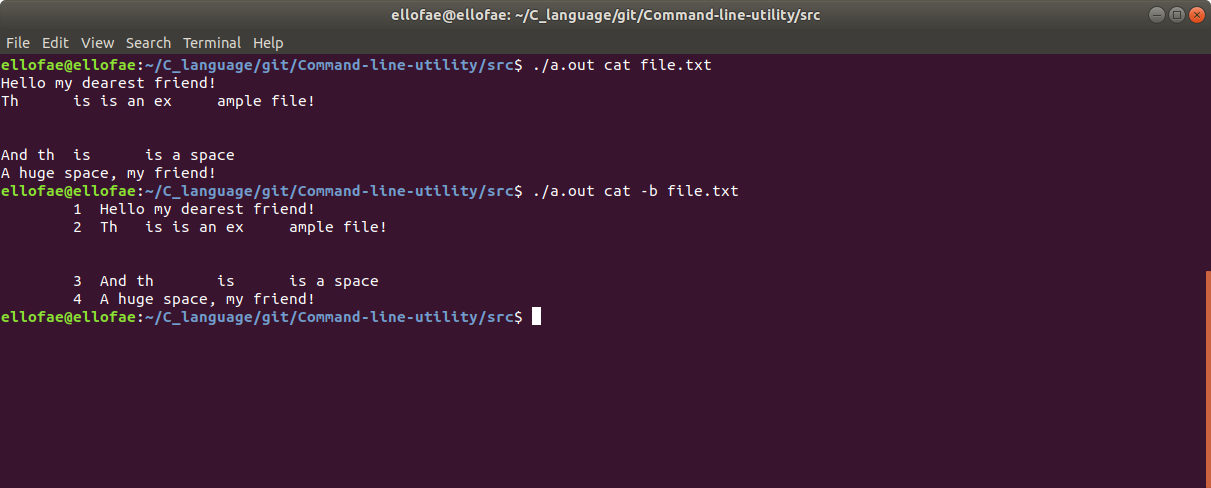 ellofae@ellofae: ~/C_language/git/Command-line-utility/src
File Edit View Search Terminal Help
ellofae@ellofae:~/C_language/git/Command-line-utility/src$ ./a.out cat file.txt
Hello my dearest friend!
Th      is is an ex     ample file!
And th  is      is a space
A huge space, my friend!
ellofae@ellofae:~/C_language/git/Command-line-utility/src$ ./a.out cat -b file.txt
        1  Hello my dearest friend!
        2  Th   is is an ex     ample file!
        3  And th       is      is a space
        4  A huge space, my friend!
ellofae@ellofae:~/C_language/git/Command-line-utility/src$